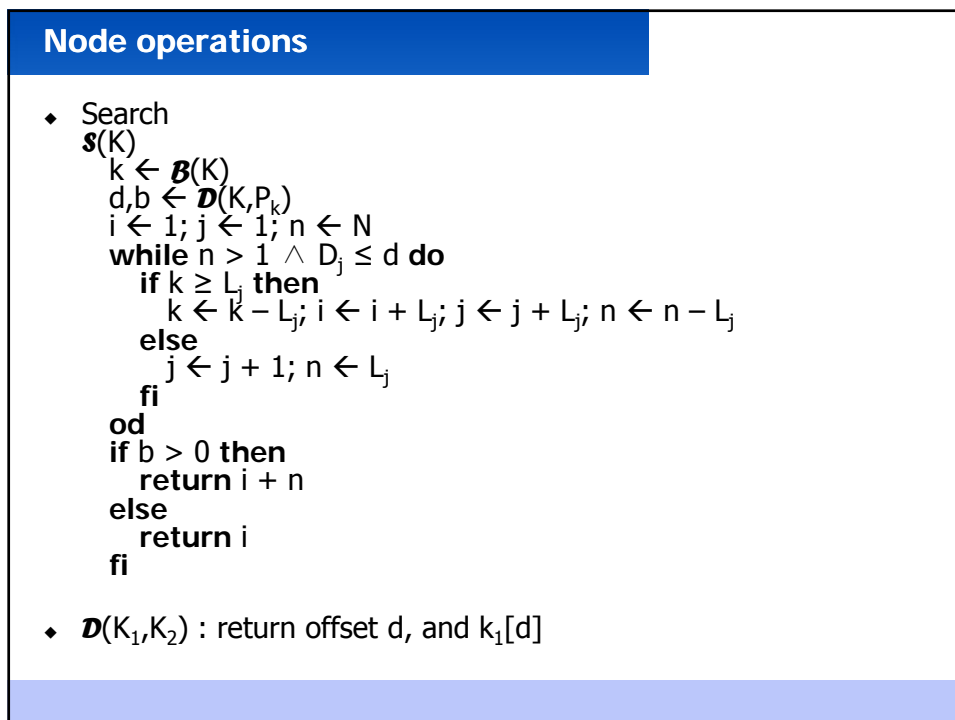 Node operations
◆ Search
𝓢(K)
k ← 𝓑(K)
d,b ← 𝓓(K,Pₖ)
i ← 1; j ← 1; n ← N
while n > 1 ∧ Dⱼ ≤ d do
if k ≥ Lⱼ then
k ← k – Lⱼ; i ← i + Lⱼ; j ← j + Lⱼ; n ← n – Lⱼ
else
j ← j + 1; n ← Lⱼ
fi
od
if b > 0 then
return i + n
else
return i
fi
◆ 𝓓(K₁,K₂) : return offset d, and k₁[d]